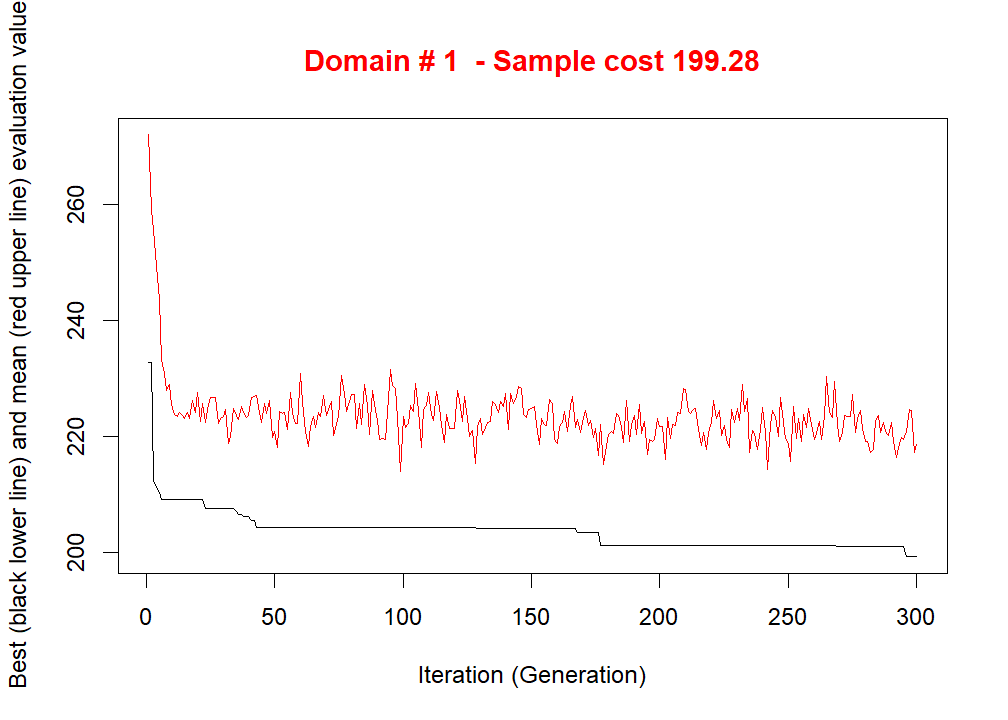 Domain # 1  - Sample cost 199.28
Best (black lower line) and mean (red upper line) evaluation value
260
240
220
200
0 50 100 150 200 250 300
Iteration (Generation)